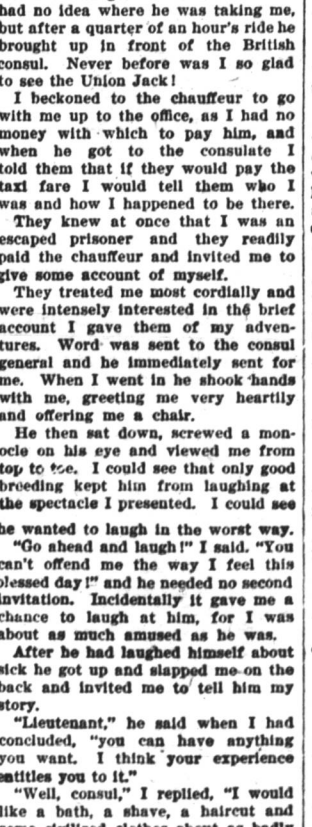 had no idea where he was taking me,
but after a quarter of an hour's ride he
brought up in front of the British
consul. Never before was I so glad
to see the Union Jack!
I beckoned to the chauffeur to go
with me up to the office, as I had no
money with which to pay him, and
when he got to the consulate I
told them that if they would pay the
taxi fare I would tell them who I
was and how I happened to be there.
They knew at once that I was an
escaped prisoner and they readily
paid the chauffeur and invited me to
give some account of myself.
They treated me most cordially and
were intensely interested in the brief
account I gave them of my adven-
tures. Word was sent to the consul
general and he immediately sent for
me. When I went in he shook hands
with me, greeting me very heartily
and offering me a chair.
He then sat down, screwed a mon-
ocle on his eye and viewed me from
top to toe. I could see that only good
breeding kept him from laughing at
the spectacle I presented. I could see
he wanted to laugh in the worst way.
"Go ahead and laugh!" I said. "You
can't offend me the way I feel this
blessed day!" and he needed no second
invitation. Incidentally it gave me a
chance to laugh at him, for I was
about as much amused as he was.
After he had laughed himself about
sick he got up and slapped me on the
back and invited me to tell him my
story.
"Lieutenant," he said when I had
concluded, "you can have anything
you want. I think your experience
entitles you to it."
"Well, consul," I replied, "I would
like a bath, a shave, a haircut and